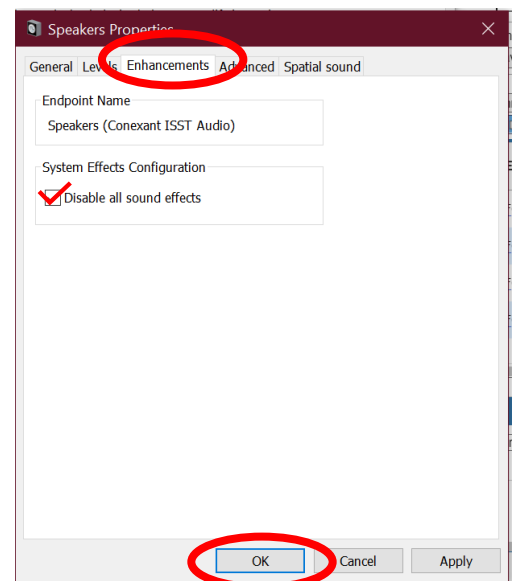 Speakers Properties
General Levels Enhancements Advanced Spatial sound
Endpoint Name
Speakers (Conexant ISST Audio)
System Effects Configuration
Disable all sound effects
OK Cancel Apply